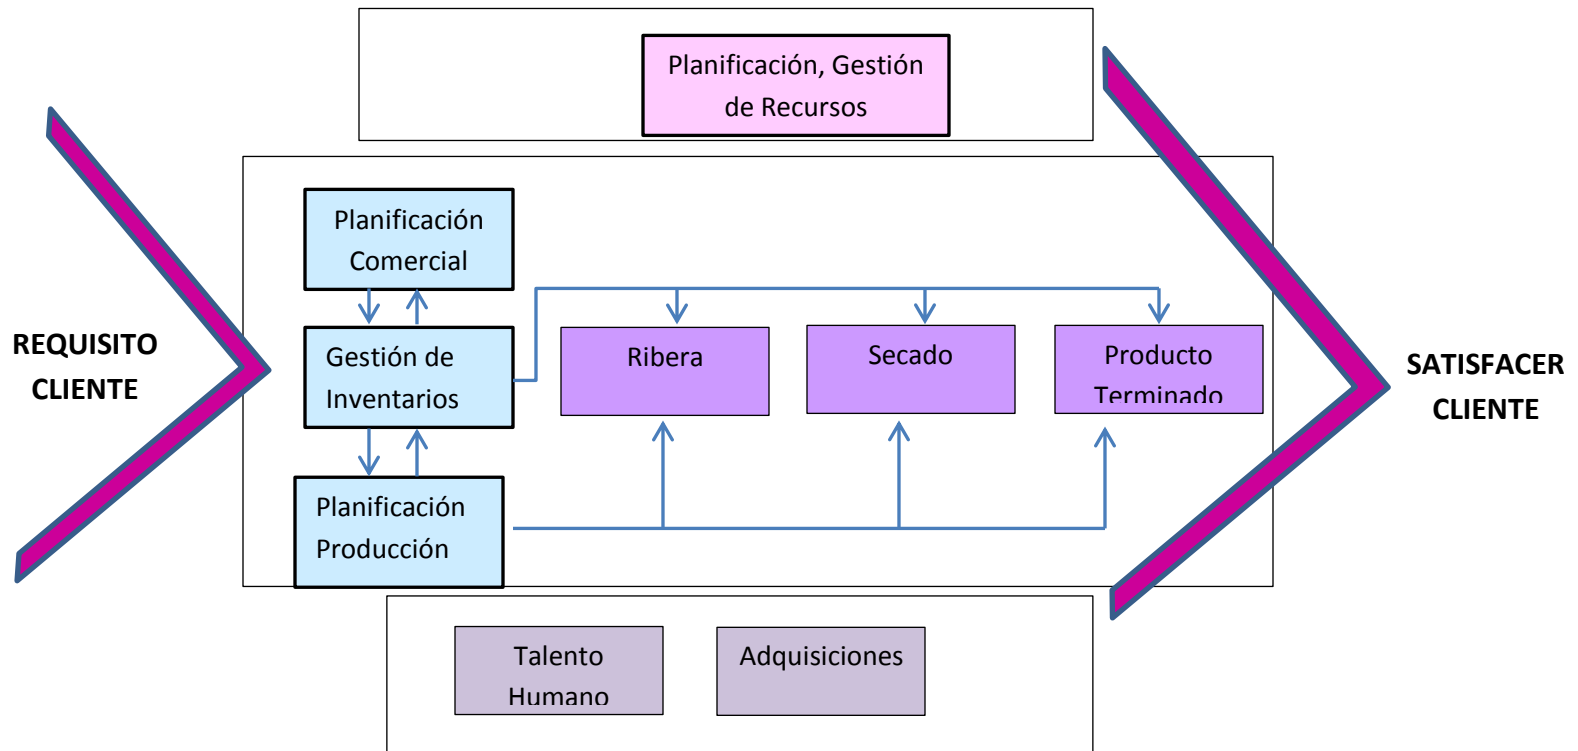 Planificación, Gestión
de Recursos
Planificación
Comercial
REQUISITO
CLIENTE
Gestión de
Inventarios
Ribera
Secado
Producto
Terminado
SATISFACER
CLIENTE
Planificación
Producción
Talento
Humano
Adquisiciones